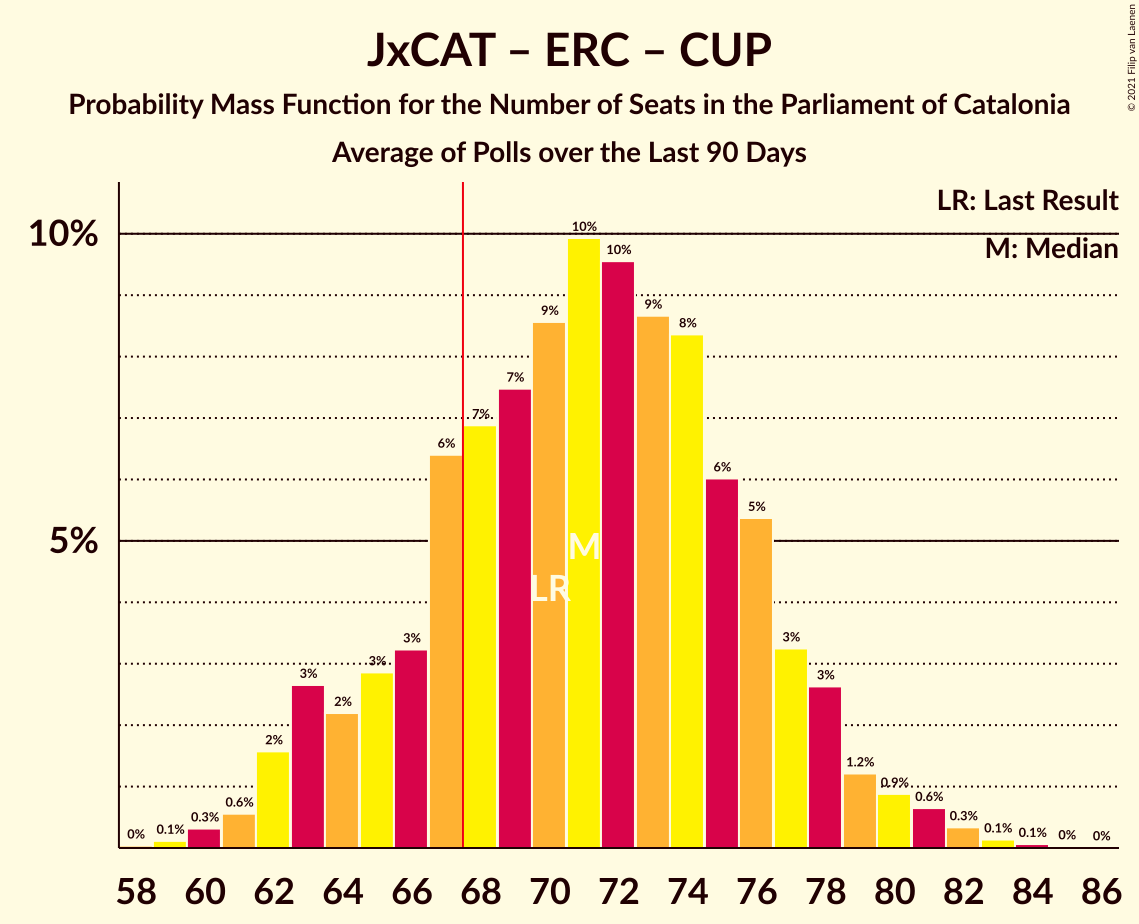 JxCAT – ERC – CUP
Probability Mass Function for the Number of Seats in the Parliament of Catalonia
Average of Polls over the Last 90 Days
© 2021 Filip van Laenen
LR: Last Result
M: Median
10%
5%
0% 0.1% 0.3% 0.6% 2% 3% 2% 3% 3% 6% 7% 7% 9% 10% 10% 9% 8% 6% 5% 3% 3% 1.2% 0.9% 0.6% 0.3% 0.1% 0.1% 0% 0%
M
LR
58 60 62 64 66 68 70 72 74 76 78 80 82 84 86